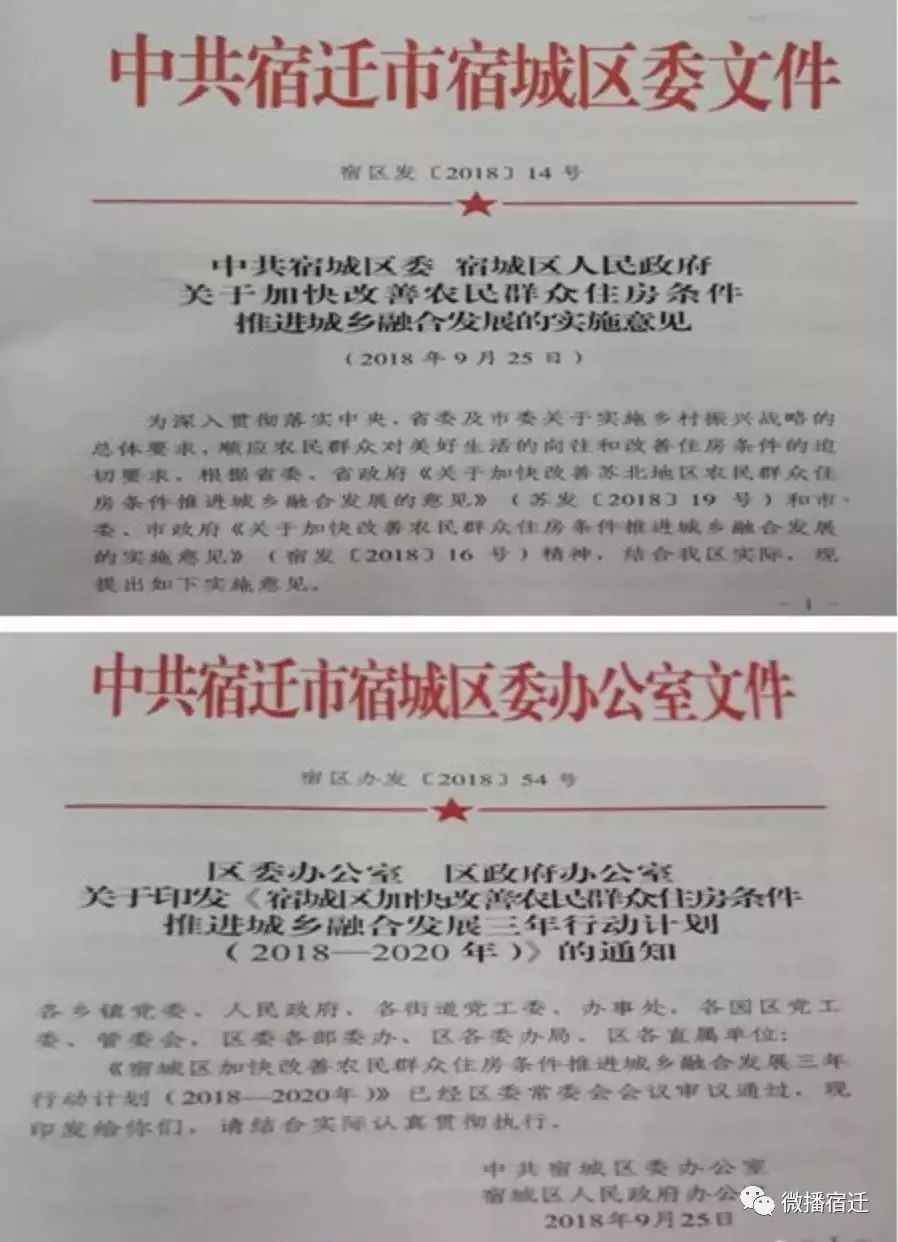 中共宿迁市宿城区委文件
宿区发〔2018〕14号
中共宿城区委 宿城区人民政府
关于加快改善农民群众住房条件
推进城乡融合发展的实施意见
(2018年9月25日)
为深入贯彻落实中央、省委及市委关于实施乡村振兴战略的
总体要求,顺应农民群众对美好生活的向往和改善住房条件的迫
切要求,根据省委、省政府《关于加快改善苏北地区农民群众住
房条件推进城乡融合发展的意见》(苏发〔2018〕19号)和市
委、市政府《关于加快改善农民群众住房条件推进城乡融合发展
的实施意见》(宿发〔2018〕16号)精神,结合我区实际,现
提出如下实施意见。
- 1 -
中共宿迁市宿城区委办公室文件
宿区办发〔2018〕54号
区委办公室 区政府办公室
关于印发《宿城区加快改善农民群众住房条件
推进城乡融合发展三年行动计划
(2018—2020年)》的通知
各乡镇党委、人民政府,各街道党工委、办事处,各园区党工
委、管委会,区委各部委办、区各委办局,区各直属单位:
《宿城区加快改善农民群众住房条件推进城乡融合发展三年
行动计划(2018—2020年)》已经区委常委会会议审议通过,现
印发给你们,请结合实际认真贯彻执行。
中共宿城区委办公室
宿城区人民政府办公
2018年9月25日
微播宿迁